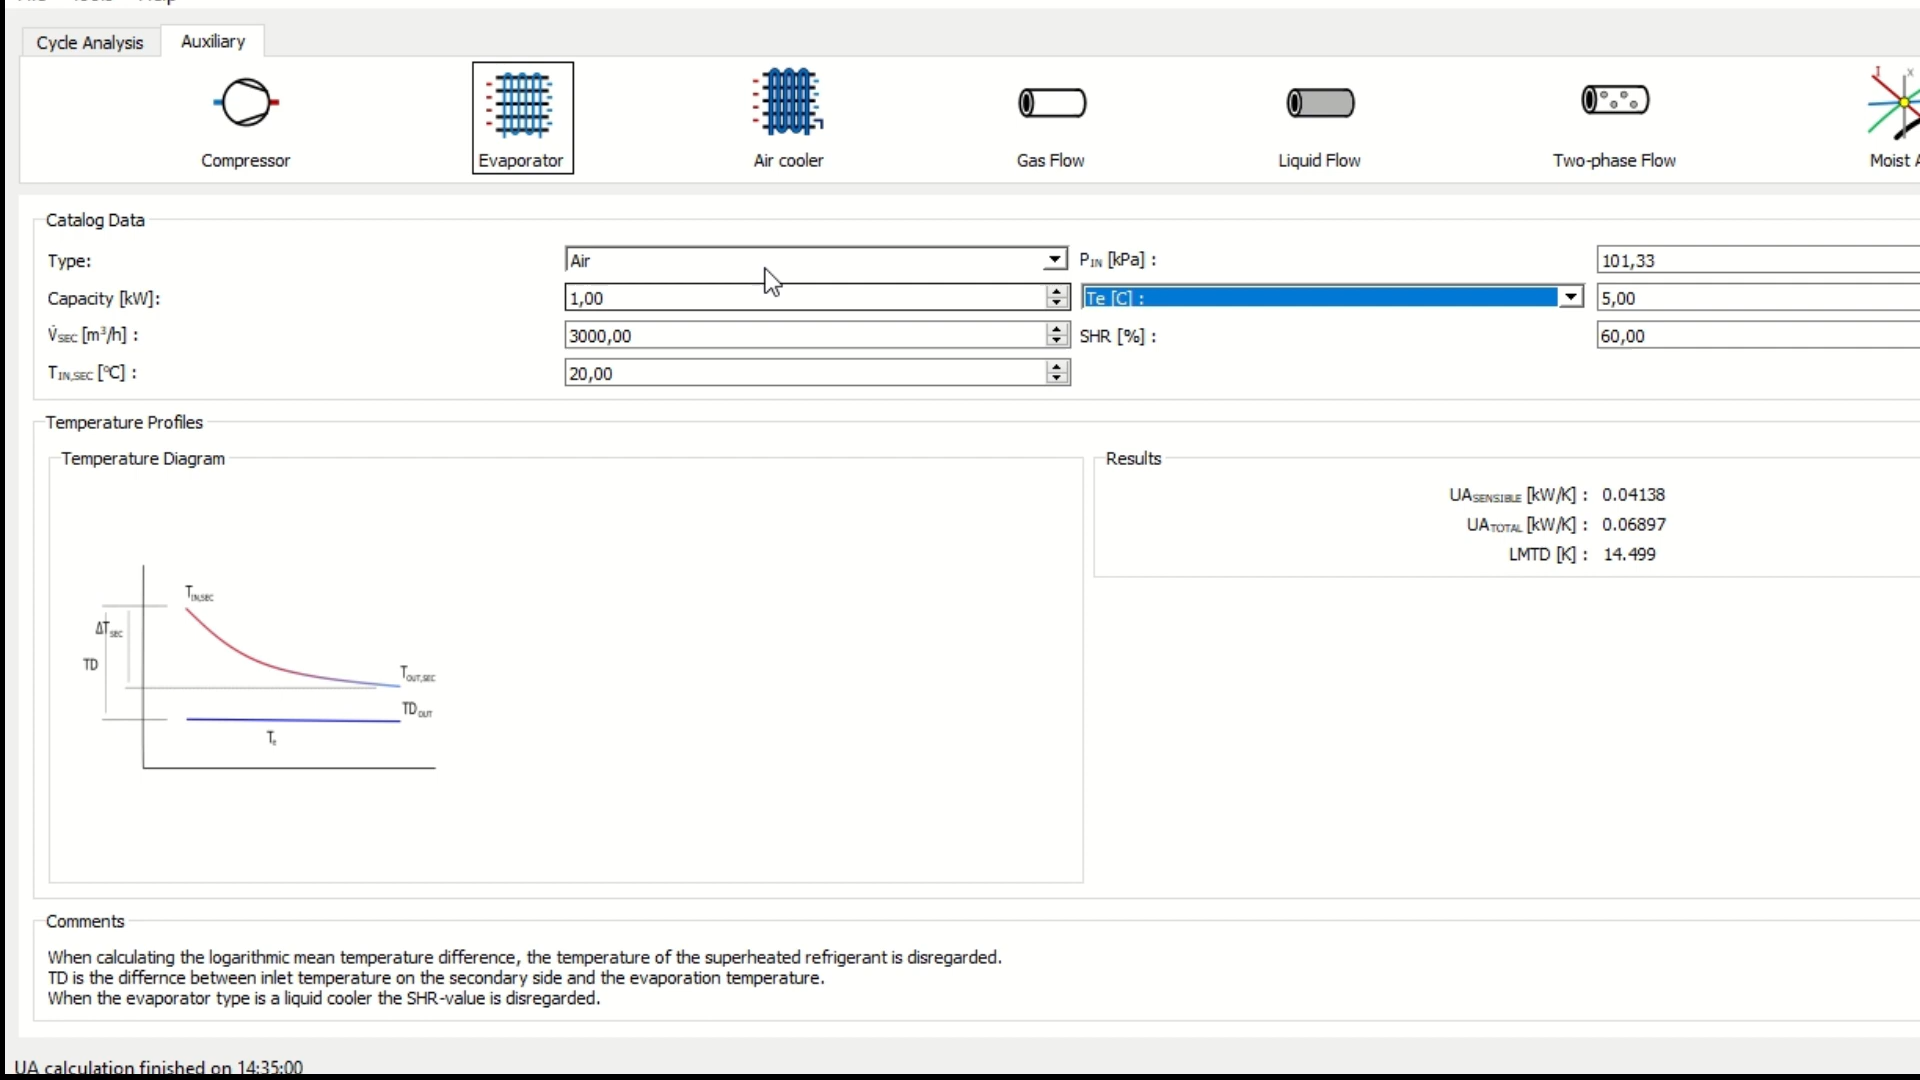 Cycle Analysis
Auxiliary
Compressor
Evaporator
Air cooler
Gas Flow
Liquid Flow
Two-phase Flow
Moist
Catalog Data
Type:
Air
PIN [kPa] :
101,33
Capacity [kW]:
1,00
Te [C] :
5,00
V̇SEC [m³/h] :
3000,00
SHR [%] :
60,00
TIN,SEC [°C] :
20,00
Temperature Profiles
Temperature Diagram
TIN,SEC
ΔTSEC
TD
TOUT,SEC
TDOUT
Te
Results
UASENSIBLE [kW/K] : 0.04138
UATOTAL [kW/K] : 0.06897
LMTD [K] : 14.499
Comments
When calculating the logarithmic mean temperature difference, the temperature of the superheated refrigerant is disregarded.
TD is the differnce between inlet temperature on the secondary side and the evaporation temperature.
When the evaporator type is a liquid cooler the SHR-value is disregarded.
UA calculation finished on 14:35:00